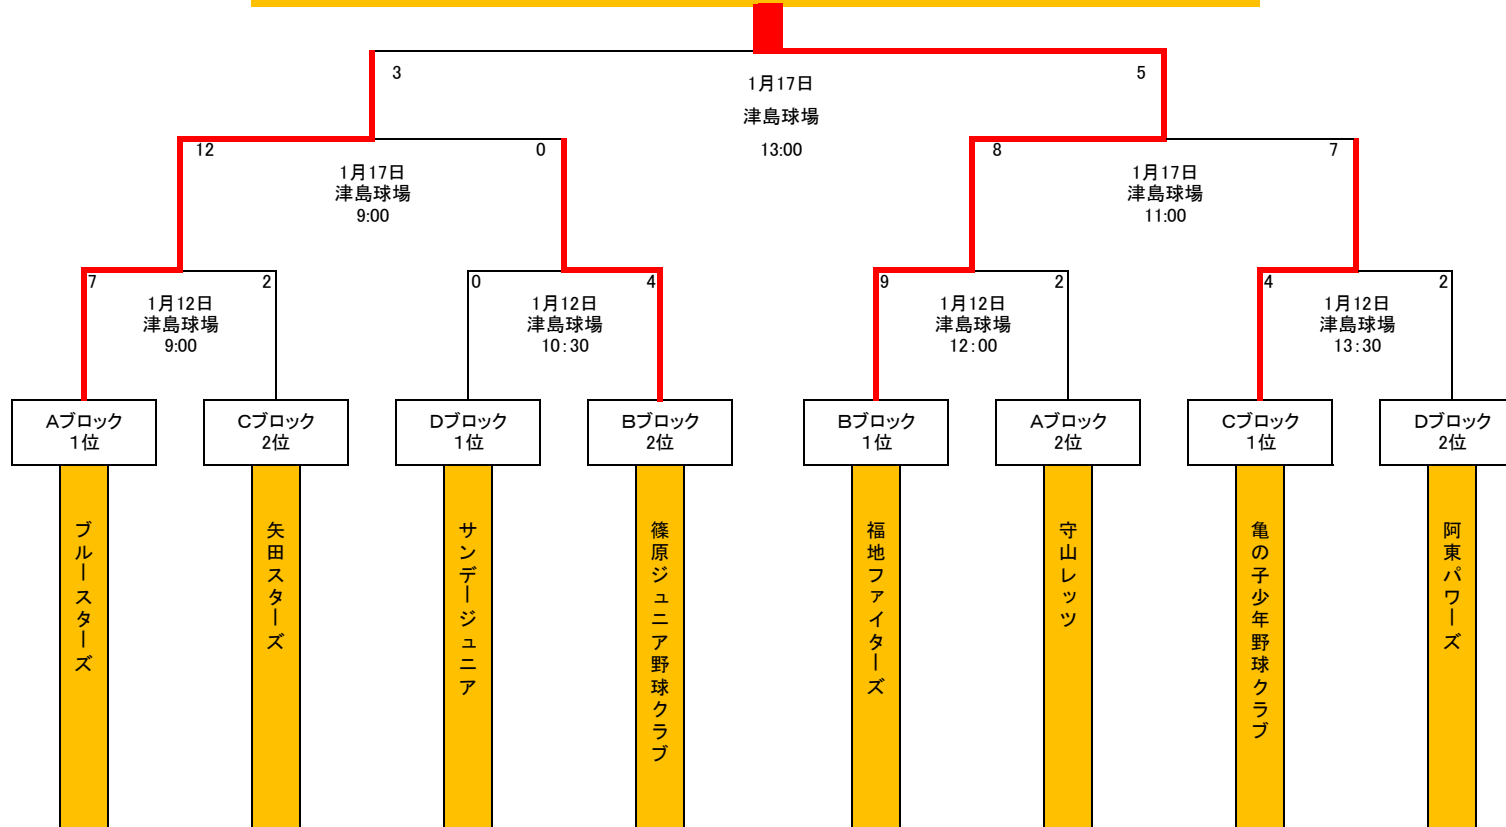 3
5
1月17日
津島球場
13:00
12
0
8
7
1月17日
津島球場
9:00
1月17日
津島球場
11:00
7
2
0
4
9
2
4
2
1月12日
津島球場
9:00
1月12日
津島球場
10:30
1月12日
津島球場
12:00
1月12日
津島球場
13:30
Aブロック
1位
Cブロック
2位
Dブロック
1位
Bブロック
2位
Bブロック
1位
Aブロック
2位
Cブロック
1位
Dブロック
2位
ブルースターズ
矢田スターズ
サンデージュニア
篠原ジュニア野球クラブ
福地ファイターズ
守山レッツ
亀の子少年野球クラブ
阿東パワーズ